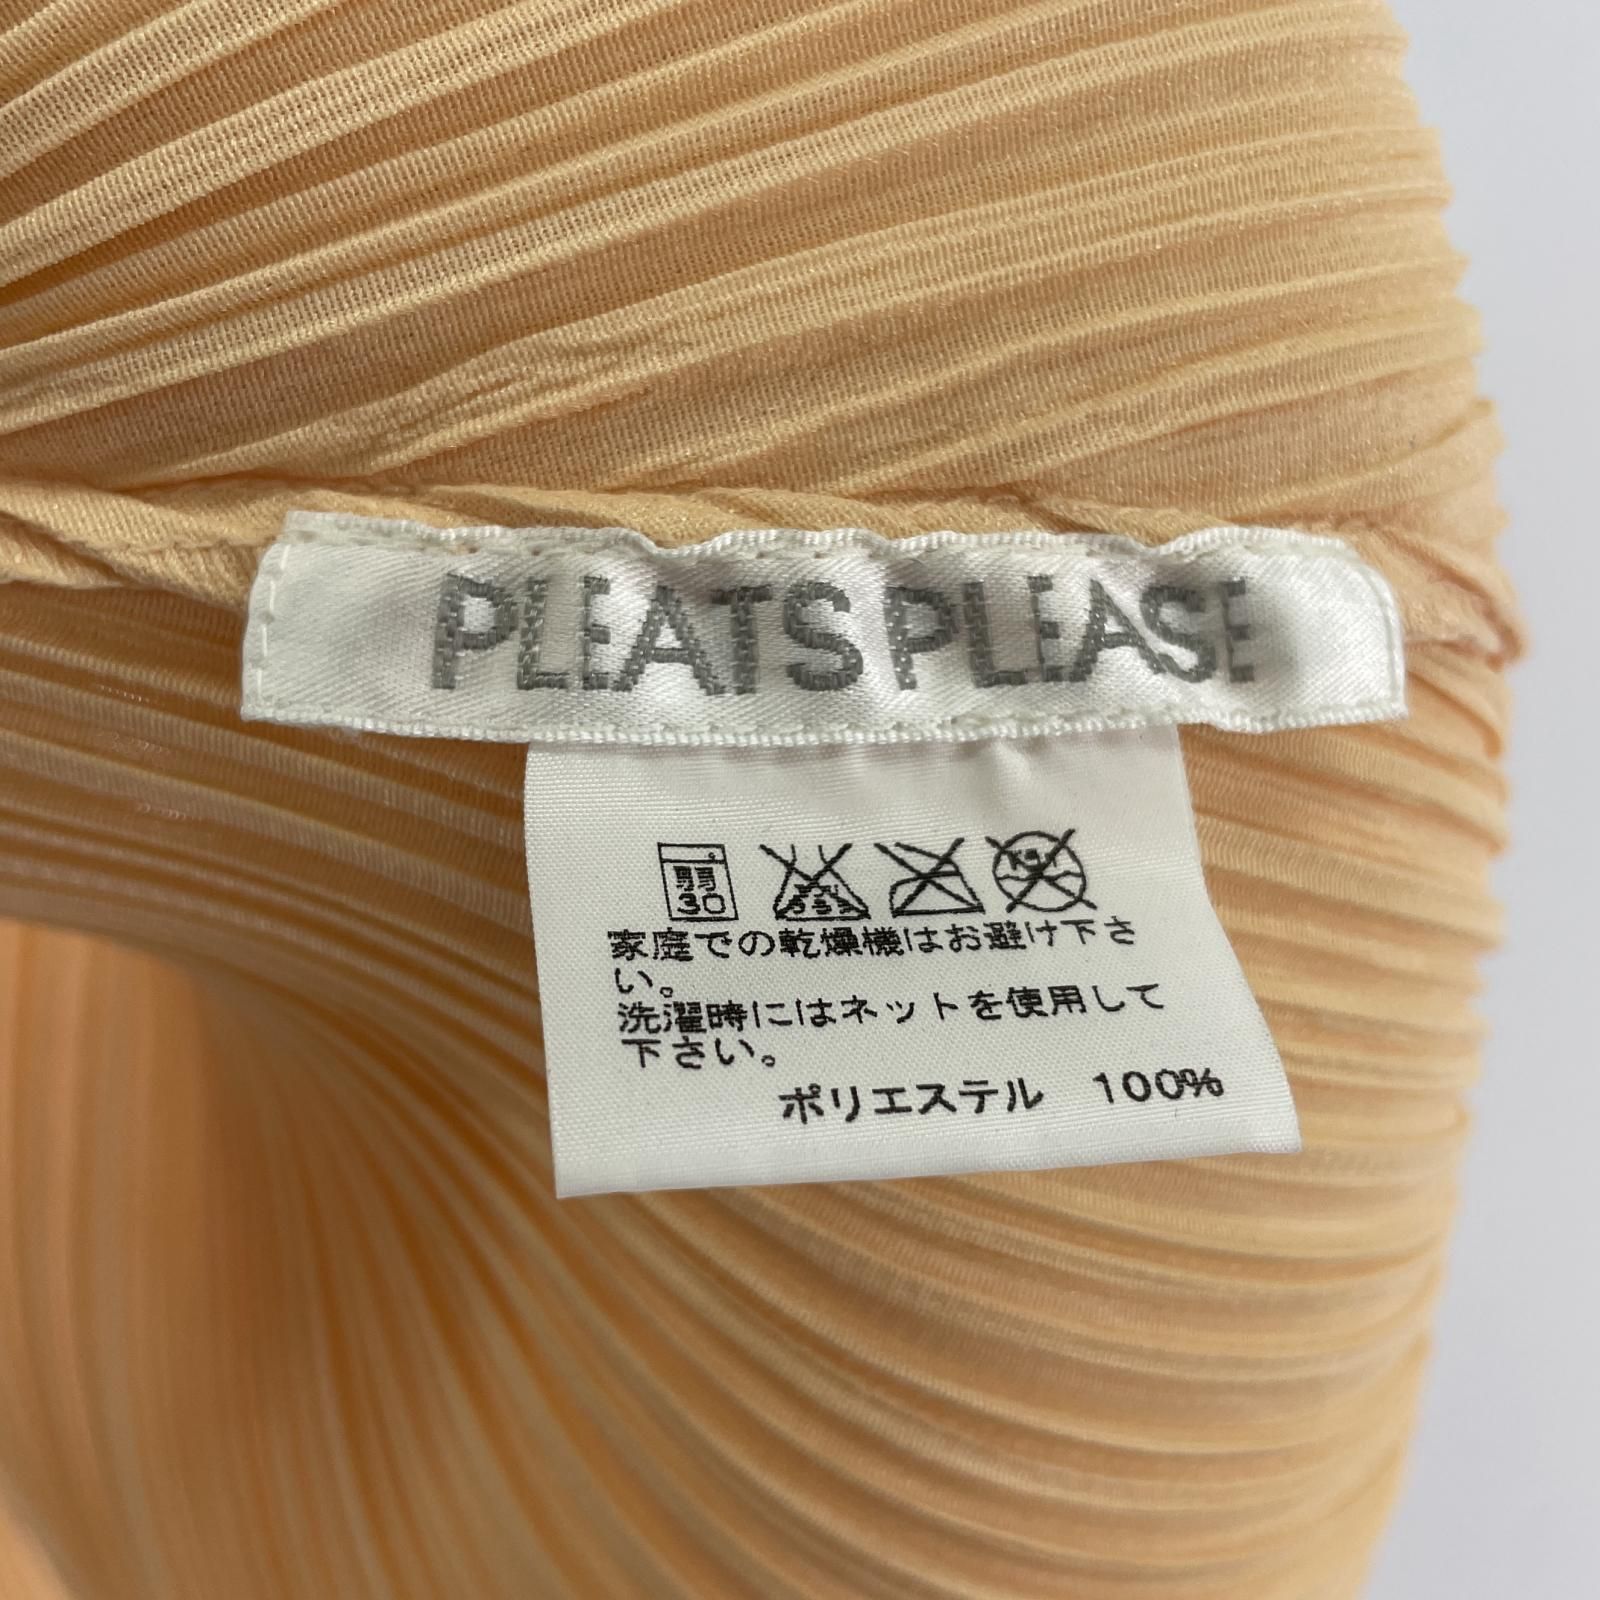 PLEATS PLEASE
弱
30
家庭での乾燥機はお避け下さ
い。
洗濯時にはネットを使用して
下さい。
ポリエステル 100%